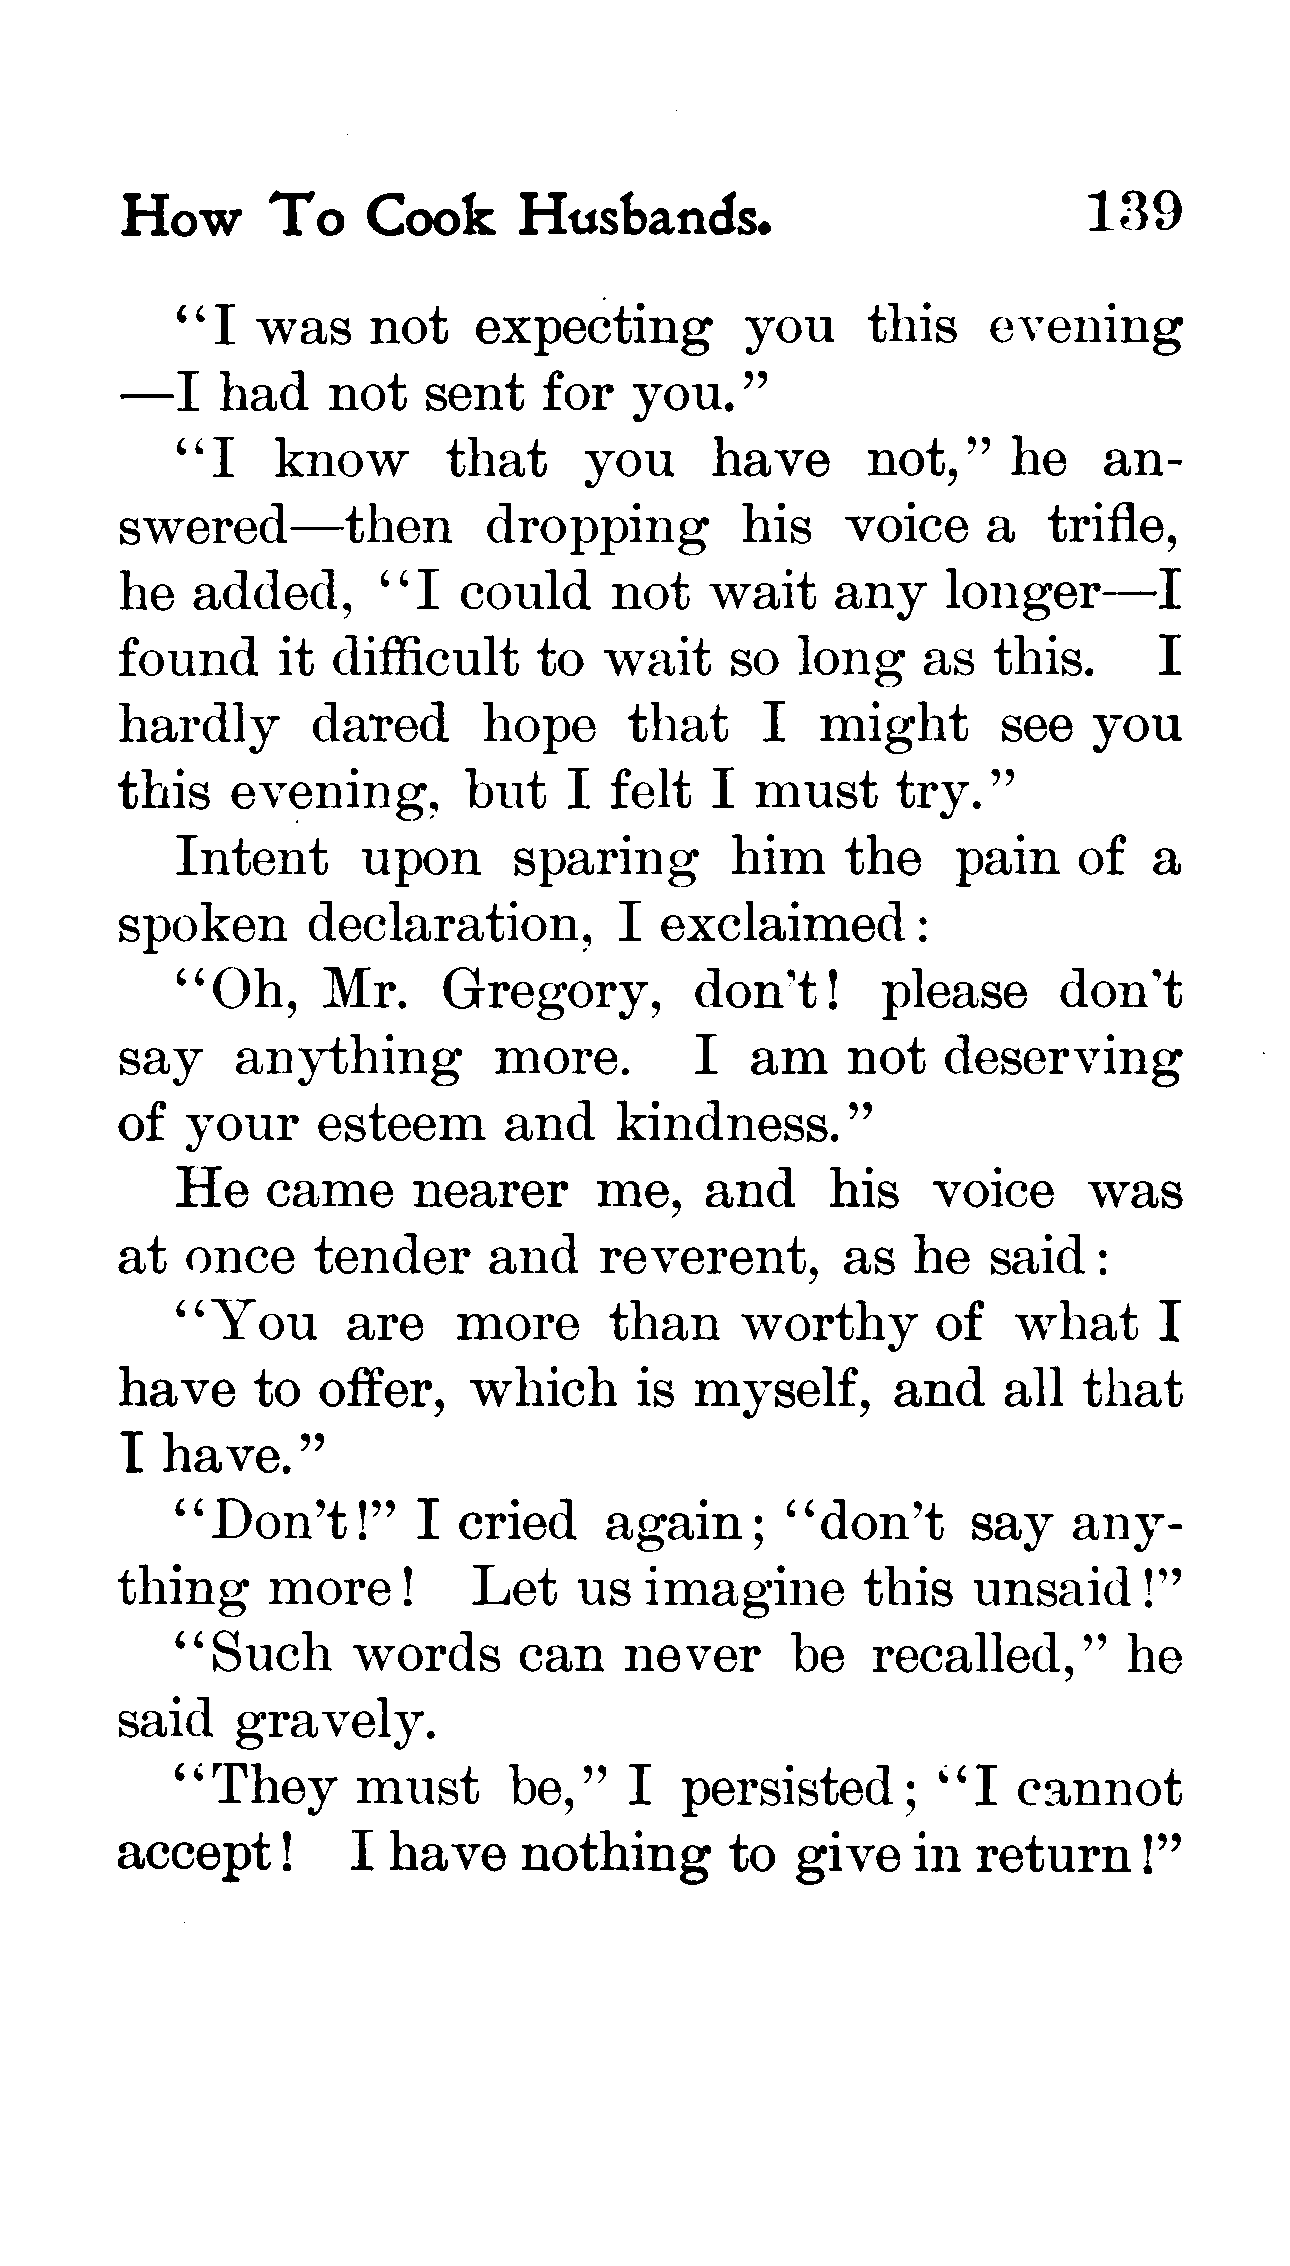 How To Cook Husbands. 139
“I was not expecting you this evening
—I had not sent for you.”
“I know that you have not,” he an-
swered—then dropping his voice a trifle,
he added, “I could not wait any longer—I
found it difficult to wait so long as this. I
hardly dared hope that I might see you
this evening, but I felt I must try.”
Intent upon sparing him the pain of a
spoken declaration, I exclaimed:
“Oh, Mr. Gregory, don't! please don't
say anything more. I am not deserving
of your esteem and kindness.”
He came nearer me, and his voice was
at once tender and reverent, as he said:
“You are more than worthy of what I
have to offer, which is myself, and all that
I have.”
“Don't!” I cried again; “don't say any-
thing more! Let us imagine this unsaid!”
“Such words can never be recalled,” he
said gravely.
“They must be,” I persisted; “I cannot
accept! I have nothing to give in return!”